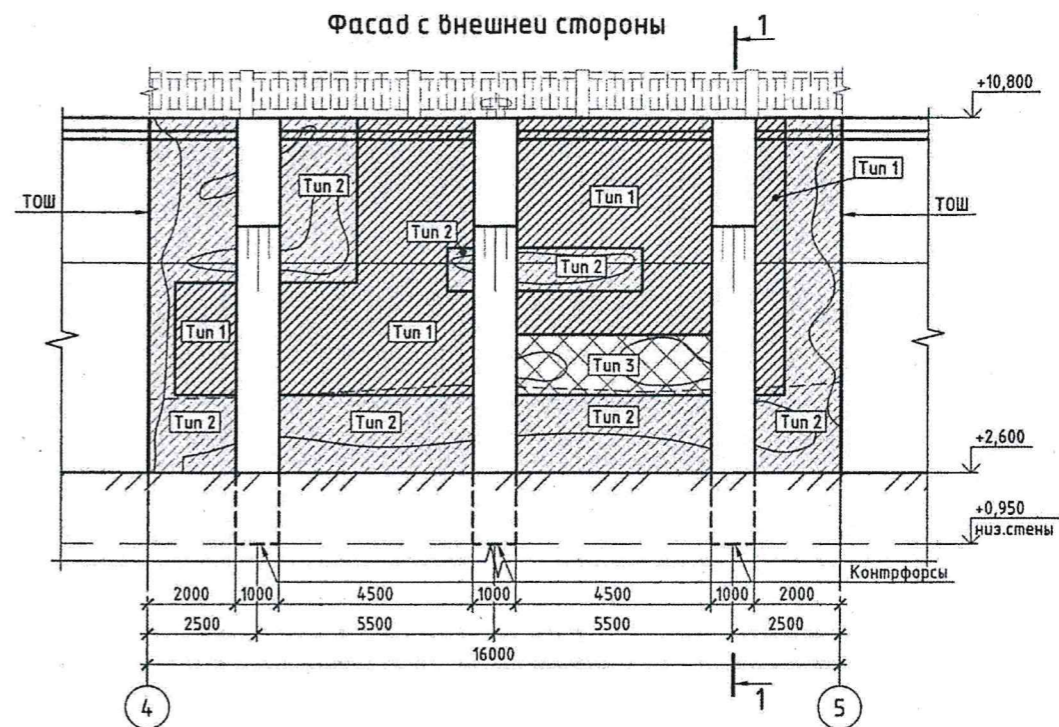 Фасад с внешней стороны
1
+10,800
Тип 2
Тип 1
Тип 1
ТОШ
ТОШ
Тип 2
Тип 2
Тип 1
Тип 1
Тип 3
Тип 2
Тип 2
Тип 2
Тип 2
+2,600
+0,950
низ.стены
Контрфорсы
2000
1000
4500
1000
4500
1000
2000
2500
5500
5500
2500
16000
4
1
5